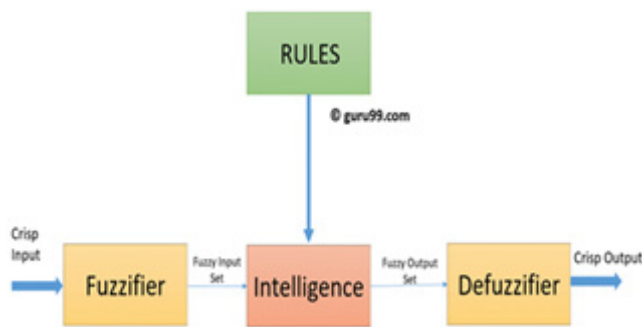 RULES
© guru99.com
Crisp
Input
Fuzzifier
Fuzzy Input
Set
Intelligence
Fuzzy Output
Set
Defuzzifier
Crisp Output